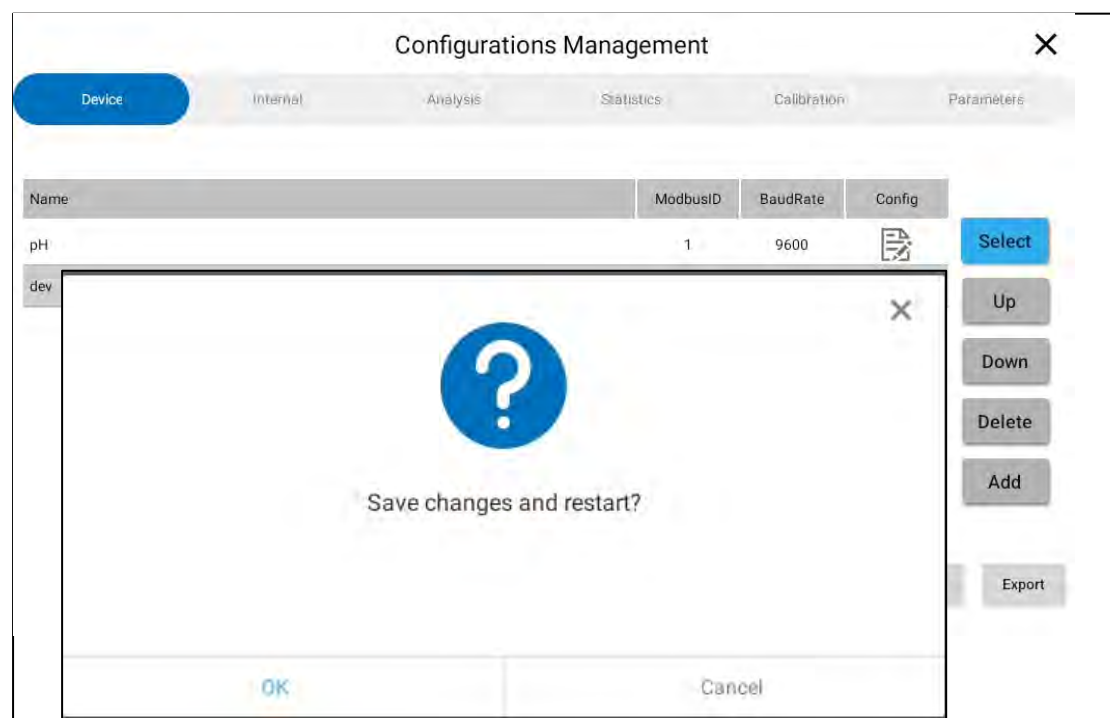 Configurations Management
Device Internal Analysis Statistics Calibration Parameters
Name ModbusID BaudRate Config
pH 1 9600
Select
dev
Up
Down
Delete
Save changes and restart?
Add
Export
OK Cancel